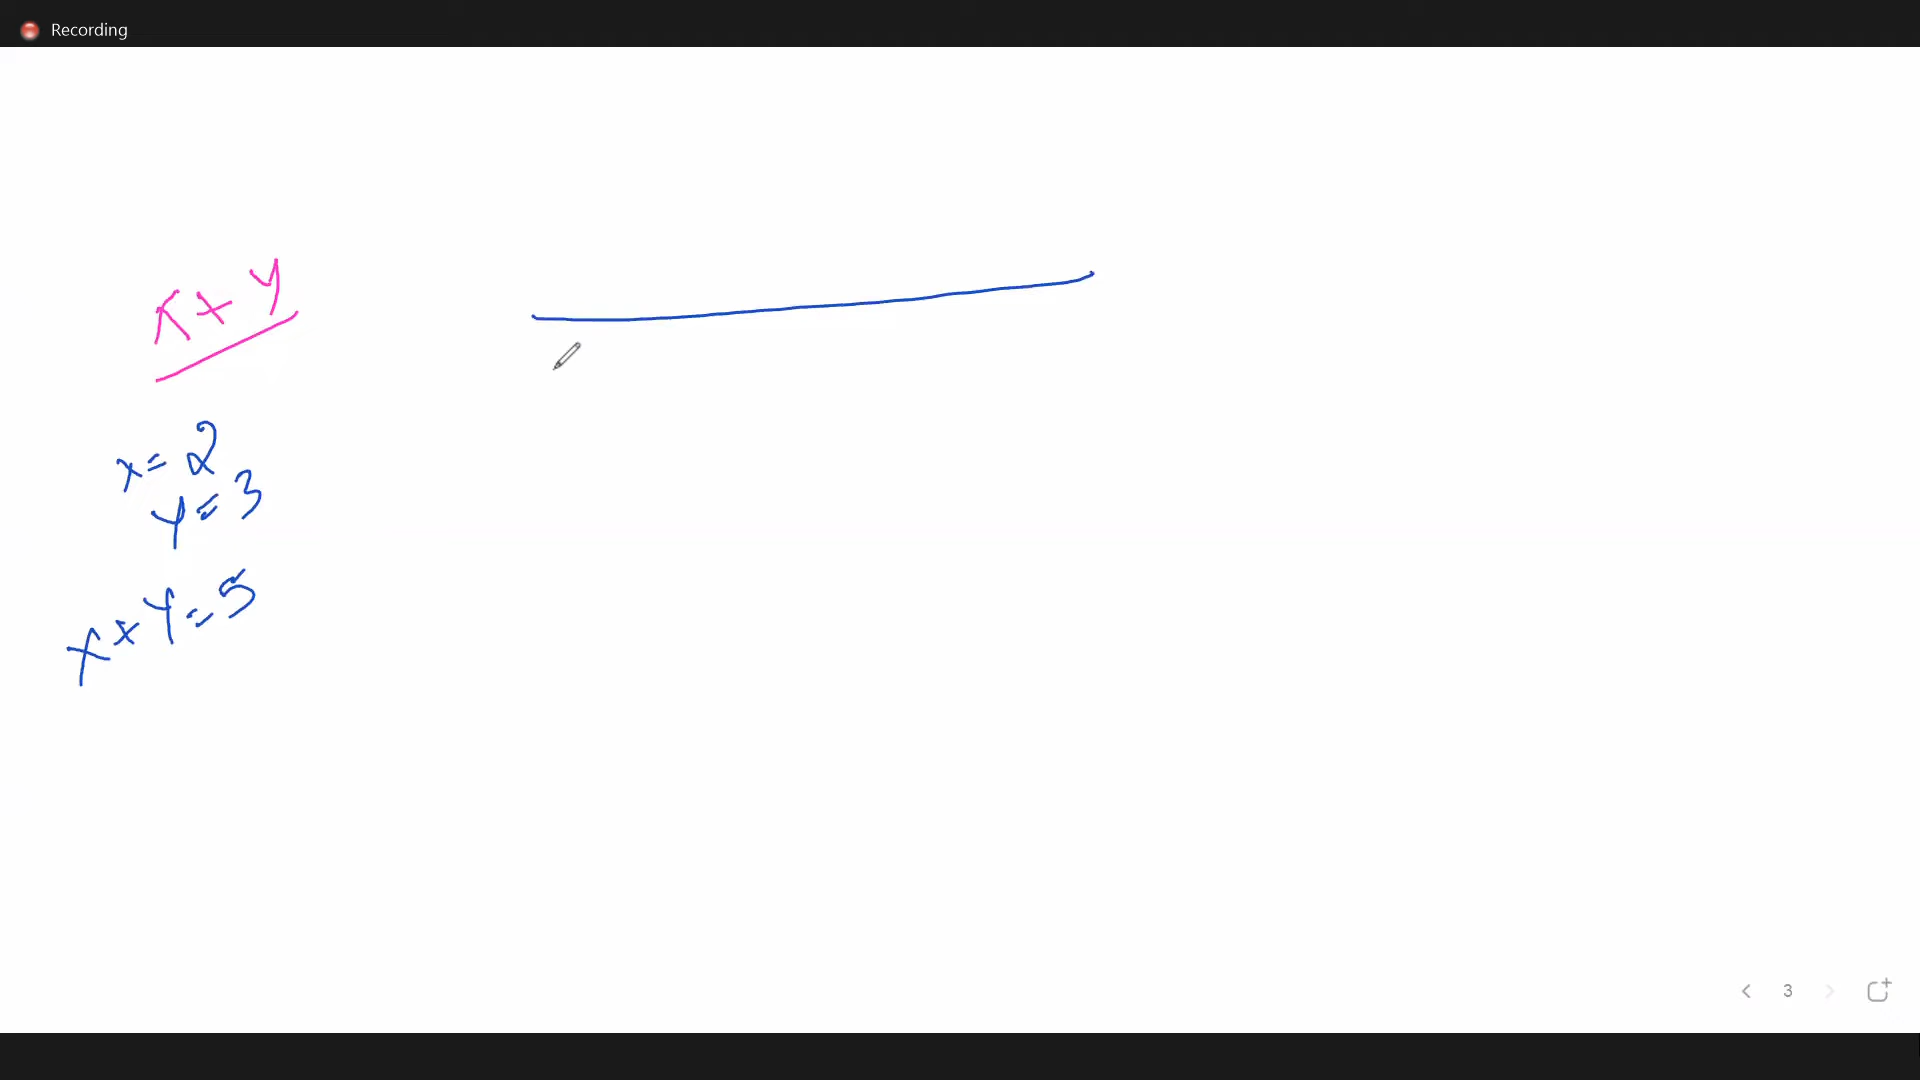 Recording
x + y
x = 2
y = 3
x + y = 5
3